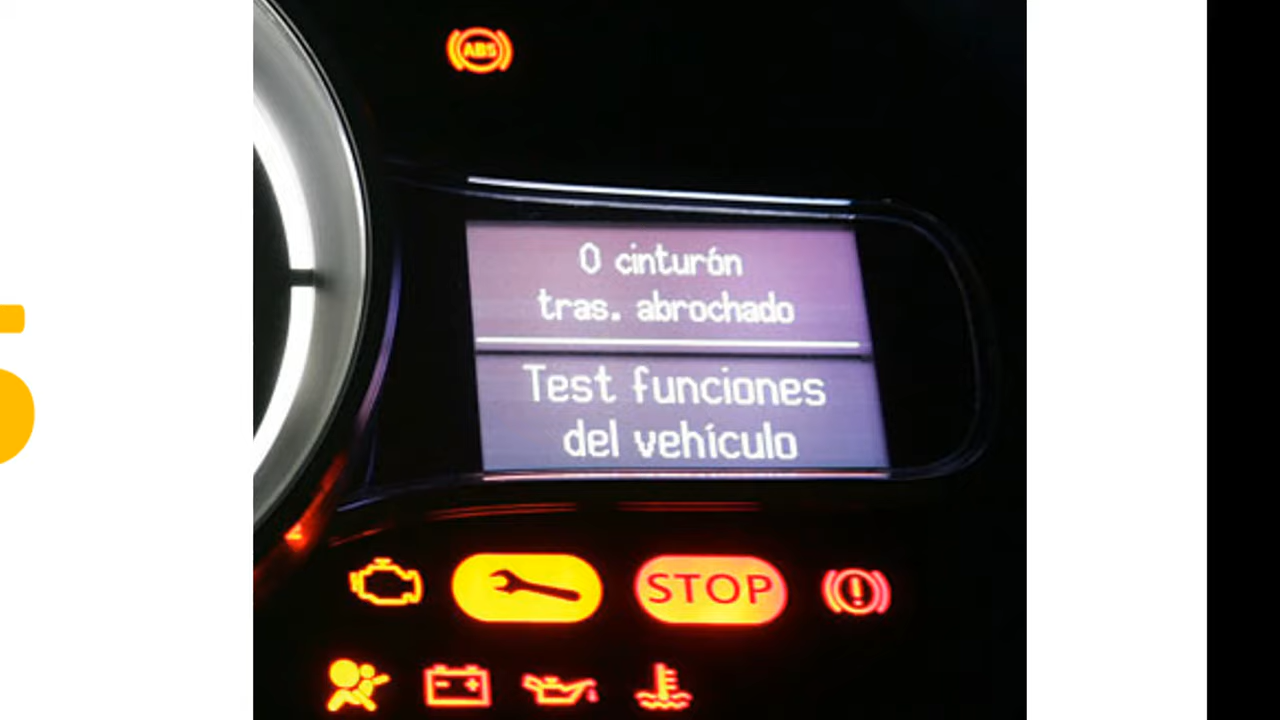 ABS
0 cinturón
tras. abrochado
Test funciones
del vehículo
STOP